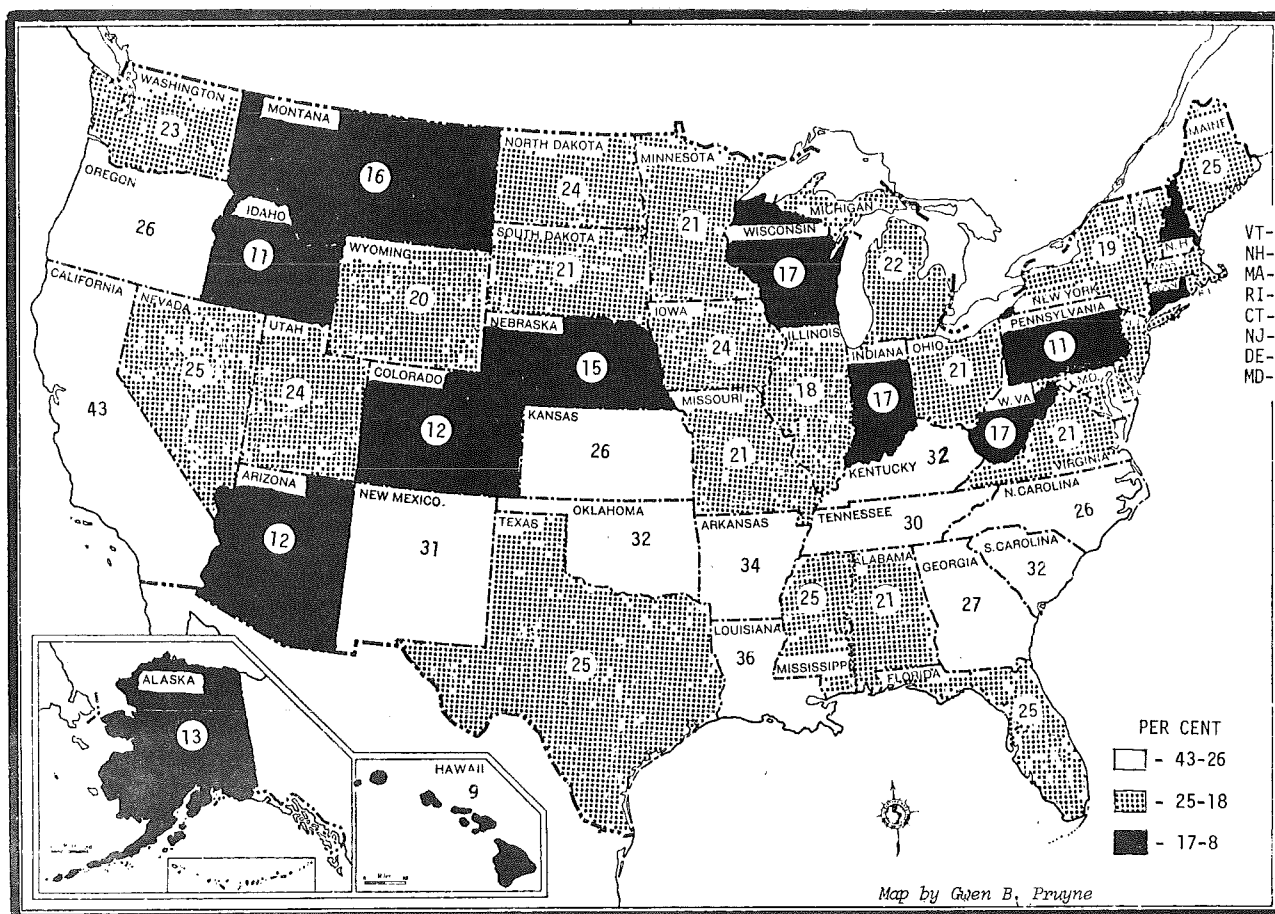 WASHINGTON
23
MONTANA
16
NORTH DAKOTA
24
MINNESOTA
21
MAINE
25
OREGON
26
IDAHO
11
WYOMING
20
SOUTH DAKOTA
21
WISCONSIN
17
MICHIGAN
22
NEW YORK
19
N.H
VT-
NH-
MA-
RI-
CT-
NJ-
DE-
MD-
CALIFORNIA
43
NEVADA
25
UTAH
24
COLORADO
12
NEBRASKA
15
IOWA
24
ILLINOIS
18
INDIANA
17
OHIO
21
PENNSYLVANIA
11
MD.
W. VA
17
21
VIRGINIA
KANSAS
26
MISSOURI
21
KENTUCKY 32
ARIZONA
12
NEW MEXICO.
31
TEXAS
25
OKLAHOMA
32
ARKANSAS
34
TENNESSEE
30
N. CAROLINA
26
S. CAROLINA
32
GEORGIA
27
ALABAMA
21
25
MISSISSIPPI
LOUISIANA
36
FLORIDA
25
ALASKA
13
HAWAII
9
PER CENT
- 43-26
- 25-18
- 17-8
Map by Gwen B. Pruyne